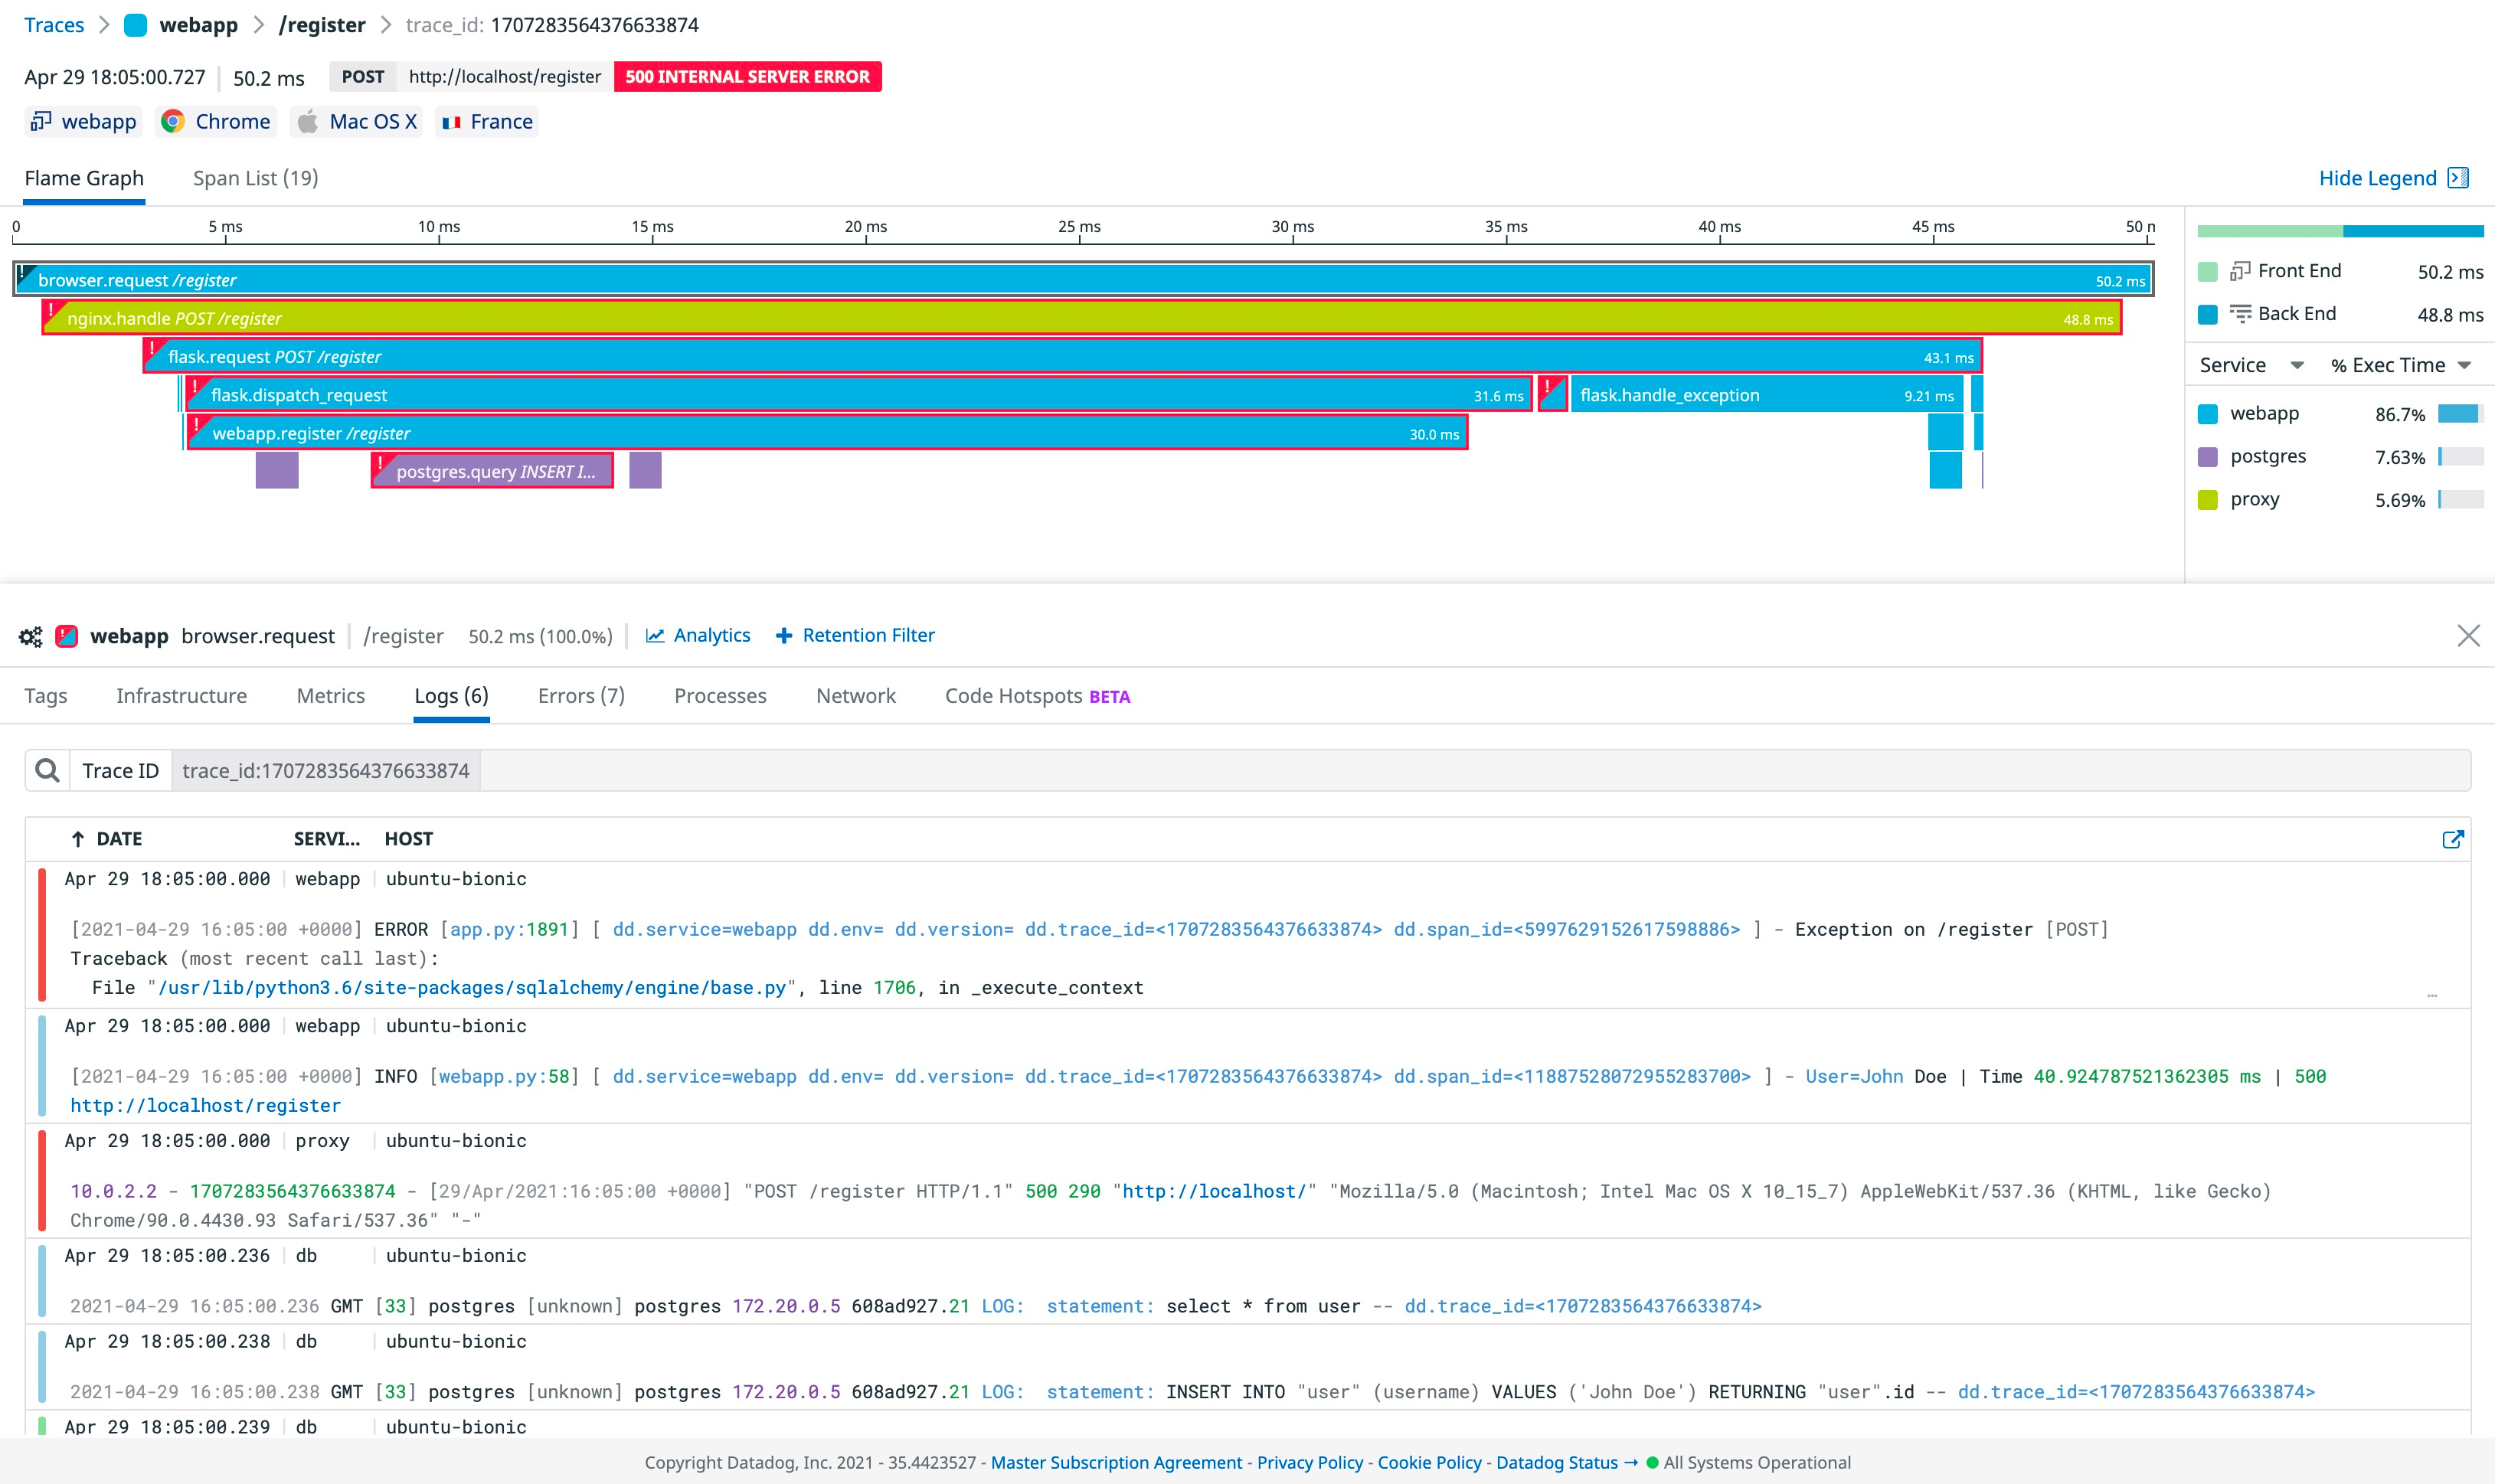 Traces > webapp > /register > trace_id: 1707283564376633874
Apr 29 18:05:00.727 | 50.2 ms POST http://localhost/register 500 INTERNAL SERVER ERROR
webapp Chrome Mac OS X France
Flame Graph Span List (19) Hide Legend
0 5 ms 10 ms 15 ms 20 ms 25 ms 30 ms 35 ms 40 ms 45 ms 50 n
! browser.request /register 50.2 ms
! nginx.handle POST /register 48.8 ms
! flask.request POST /register 43.1 ms
! flask.dispatch_request 31.6 ms ! flask.handle_exception 9.21 ms
! webapp.register /register 30.0 ms
! postgres.query INSERT I...
Front End 50.2 ms
Back End 48.8 ms
Service % Exec Time
webapp 86.7%
postgres 7.63%
proxy 5.69%
webapp browser.request | /register 50.2 ms (100.0%) | Analytics + Retention Filter
Tags Infrastructure Metrics Logs (6) Errors (7) Processes Network Code Hotspots BETA
Trace ID trace_id:1707283564376633874
↑ DATE SERVI... HOST
Apr 29 18:05:00.000 | webapp | ubuntu-bionic
[2021-04-29 16:05:00 +0000] ERROR [app.py:1891] [ dd.service=webapp dd.env= dd.version= dd.trace_id=<1707283564376633874> dd.span_id=<5997629152617598886> ] - Exception on /register [POST]
Traceback (most recent call last):
File "/usr/lib/python3.6/site-packages/sqlalchemy/engine/base.py", line 1706, in _execute_context
...
Apr 29 18:05:00.000 | webapp | ubuntu-bionic
[2021-04-29 16:05:00 +0000] INFO [webapp.py:58] [ dd.service=webapp dd.env= dd.version= dd.trace_id=<1707283564376633874> dd.span_id=<11887528072955283700> ] - User=John Doe | Time 40.924787521362305 ms | 500
http://localhost/register
Apr 29 18:05:00.000 | proxy | ubuntu-bionic
10.0.2.2 - 1707283564376633874 - [29/Apr/2021:16:05:00 +0000] "POST /register HTTP/1.1" 500 290 "http://localhost/" "Mozilla/5.0 (Macintosh; Intel Mac OS X 10_15_7) AppleWebKit/537.36 (KHTML, like Gecko)
Chrome/90.0.4430.93 Safari/537.36" "-"
Apr 29 18:05:00.236 | db | ubuntu-bionic
2021-04-29 16:05:00.236 GMT [33] postgres [unknown] postgres 172.20.0.5 608ad927.21 LOG: statement: select * from user -- dd.trace_id=<1707283564376633874>
Apr 29 18:05:00.238 | db | ubuntu-bionic
2021-04-29 16:05:00.238 GMT [33] postgres [unknown] postgres 172.20.0.5 608ad927.21 LOG: statement: INSERT INTO "user" (username) VALUES ('John Doe') RETURNING "user".id -- dd.trace_id=<1707283564376633874>
Apr 29 18:05:00.239 | db | ubuntu-bionic
Copyright Datadog, Inc. 2021 - 35.4423527 - Master Subscription Agreement - Privacy Policy - Cookie Policy - Datadog Status → All Systems Operational